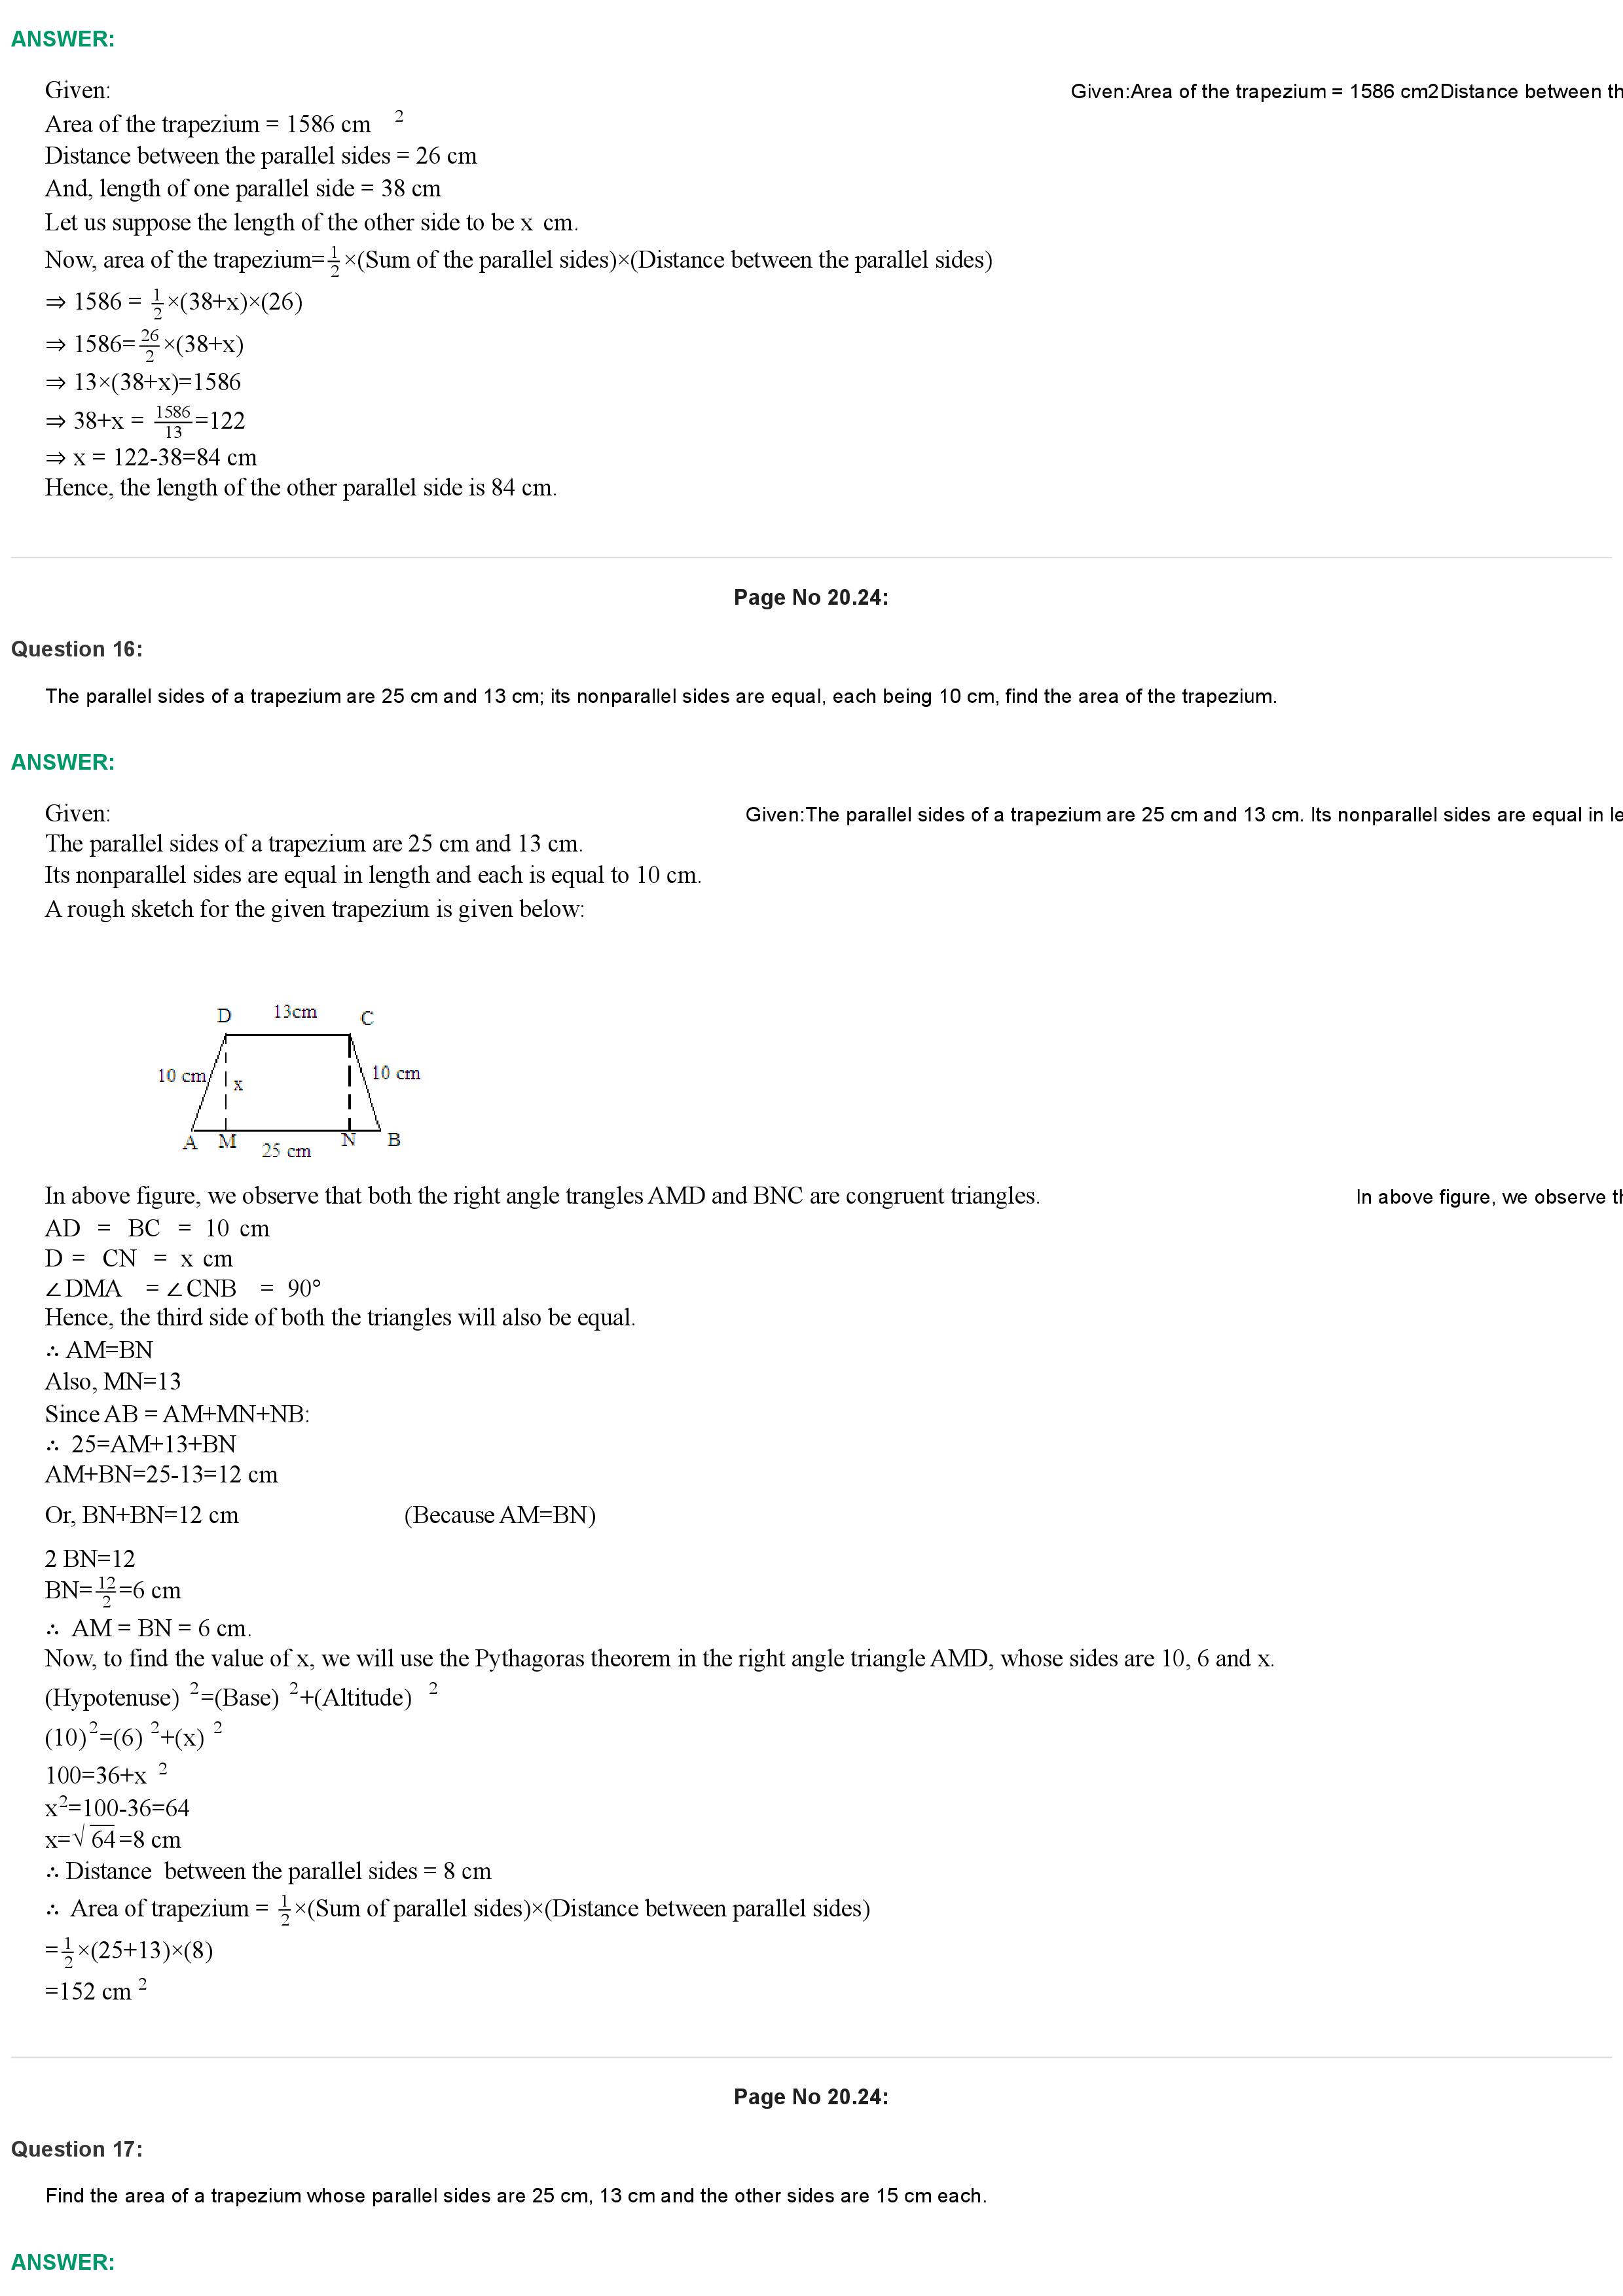 ANSWER:
Given:
Given:Area of the trapezium = 1586 cm2Distance between th
Area of the trapezium = 1586 cm ²
Distance between the parallel sides = 26 cm
And, length of one parallel side = 38 cm
Let us suppose the length of the other side to be x cm.
Now, area of the trapezium=1/2×(Sum of the parallel sides)×(Distance between the parallel sides)
⇒ 1586 = 1/2×(38+x)×(26)
⇒ 1586=26/2×(38+x)
⇒ 13×(38+x)=1586
⇒ 38+x = 1586/13=122
⇒ x = 122-38=84 cm
Hence, the length of the other parallel side is 84 cm.
Page No 20.24:
Question 16:
The parallel sides of a trapezium are 25 cm and 13 cm; its nonparallel sides are equal, each being 10 cm, find the area of the trapezium.
ANSWER:
Given:
Given:The parallel sides of a trapezium are 25 cm and 13 cm. Its nonparallel sides are equal in le
The parallel sides of a trapezium are 25 cm and 13 cm.
Its nonparallel sides are equal in length and each is equal to 10 cm.
A rough sketch for the given trapezium is given below:
D 13cm C
10 cm x 10 cm
A M 25 cm N B
In above figure, we observe that both the right angle trangles AMD and BNC are congruent triangles.
In above figure, we observe th
AD = BC = 10 cm
D = CN = x cm
∠DMA = ∠CNB = 90°
Hence, the third side of both the triangles will also be equal.
∴ AM=BN
Also, MN=13
Since AB = AM+MN+NB:
∴ 25=AM+13+BN
AM+BN=25-13=12 cm
Or, BN+BN=12 cm (Because AM=BN)
2 BN=12
BN=12/2=6 cm
∴ AM = BN = 6 cm.
Now, to find the value of x, we will use the Pythagoras theorem in the right angle triangle AMD, whose sides are 10, 6 and x.
(Hypotenuse) ²=(Base) ²+(Altitude) ²
(10)²=(6) ²+(x) ²
100=36+x ²
x²=100-36=64
x=√64=8 cm
∴ Distance between the parallel sides = 8 cm
∴ Area of trapezium = 1/2×(Sum of parallel sides)×(Distance between parallel sides)
=1/2×(25+13)×(8)
=152 cm ²
Page No 20.24:
Question 17:
Find the area of a trapezium whose parallel sides are 25 cm, 13 cm and the other sides are 15 cm each.
ANSWER: